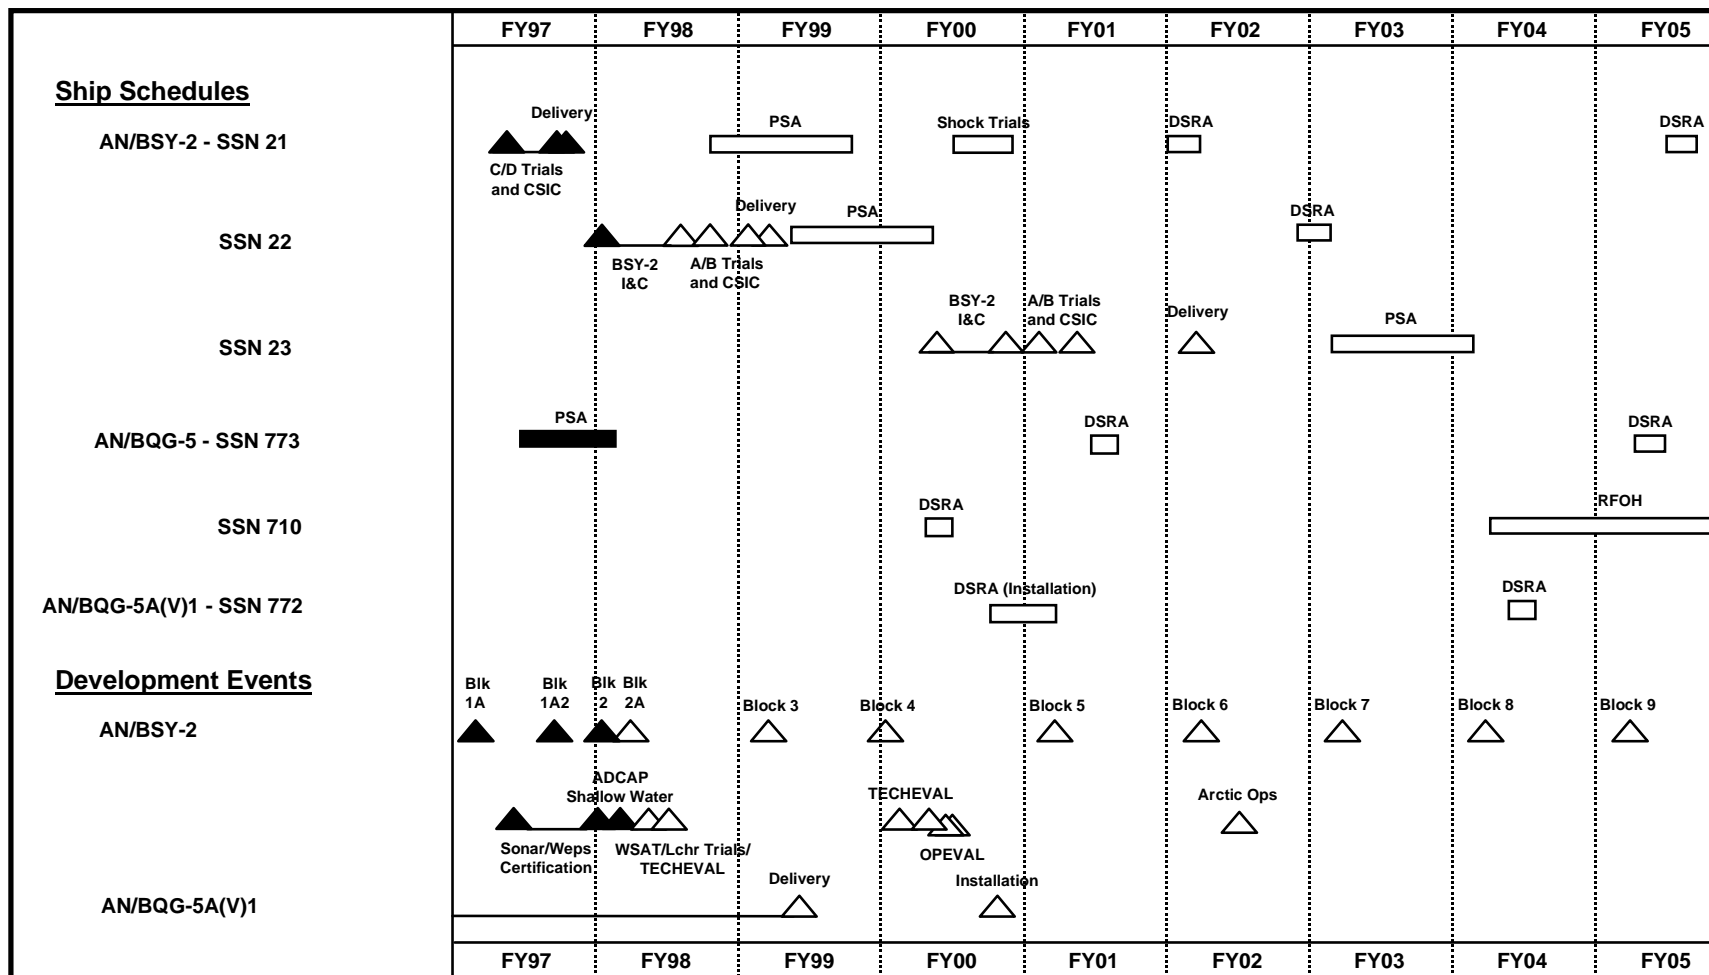 FY97 FY98 FY99 FY00 FY01 FY02 FY03 FY04 FY05
Ship Schedules
Delivery PSA Shock Trials DSRA DSRA
AN/BSY-2 - SSN 21
C/D Trials
and CSIC
Delivery PSA DSRA
SSN 22
BSY-2 A/B Trials
I&C and CSIC
BSY-2 A/B Trials
I&C and CSIC Delivery PSA
SSN 23
PSA DSRA DSRA
AN/BQG-5 - SSN 773
DSRA RFOH
SSN 710
DSRA (Installation) DSRA
AN/BQG-5A(V)1 - SSN 772
Development Events
Blk Blk Blk Blk
1A 1A2 2 2A Block 3 Block 4 Block 5 Block 6 Block 7 Block 8 Block 9
AN/BSY-2
ADCAP
Shallow Water TECHEVAL Arctic Ops
Sonar/Weps WSAT/Lchr Trials/ OPEVAL
Certification TECHEVAL
Delivery Installation
AN/BQG-5A(V)1
FY97 FY98 FY99 FY00 FY01 FY02 FY03 FY04 FY05